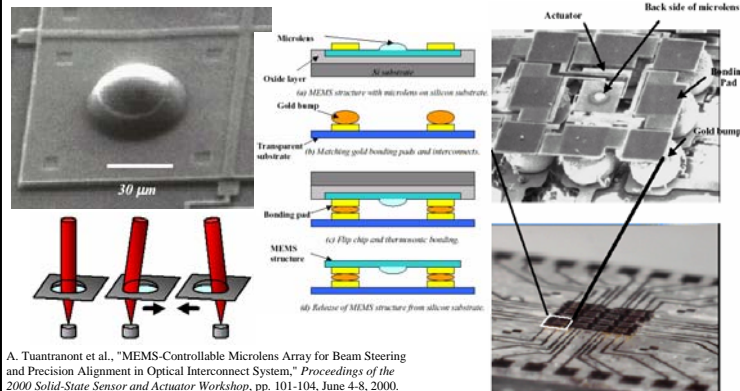 30 µm
Microlens
Oxide layer
Si substrate
(a) MEMS structure with microlens on silicon substrate.
Gold bump
Transparent
substrate
(b) Matching gold bonding pads and interconnects.
Bonding pad
(c) Flip chip and thermosonic bonding.
MEMS
structure
(d) Release of MEMS structure from silicon substrate.
Actuator
Back side of microlens
Bonding
Pad
Gold bump
A. Tuantranont et al., "MEMS-Controllable Microlens Array for Beam Steering
and Precision Alignment in Optical Interconnect System," Proceedings of the
2000 Solid-State Sensor and Actuator Workshop, pp. 101-104, June 4-8, 2000.